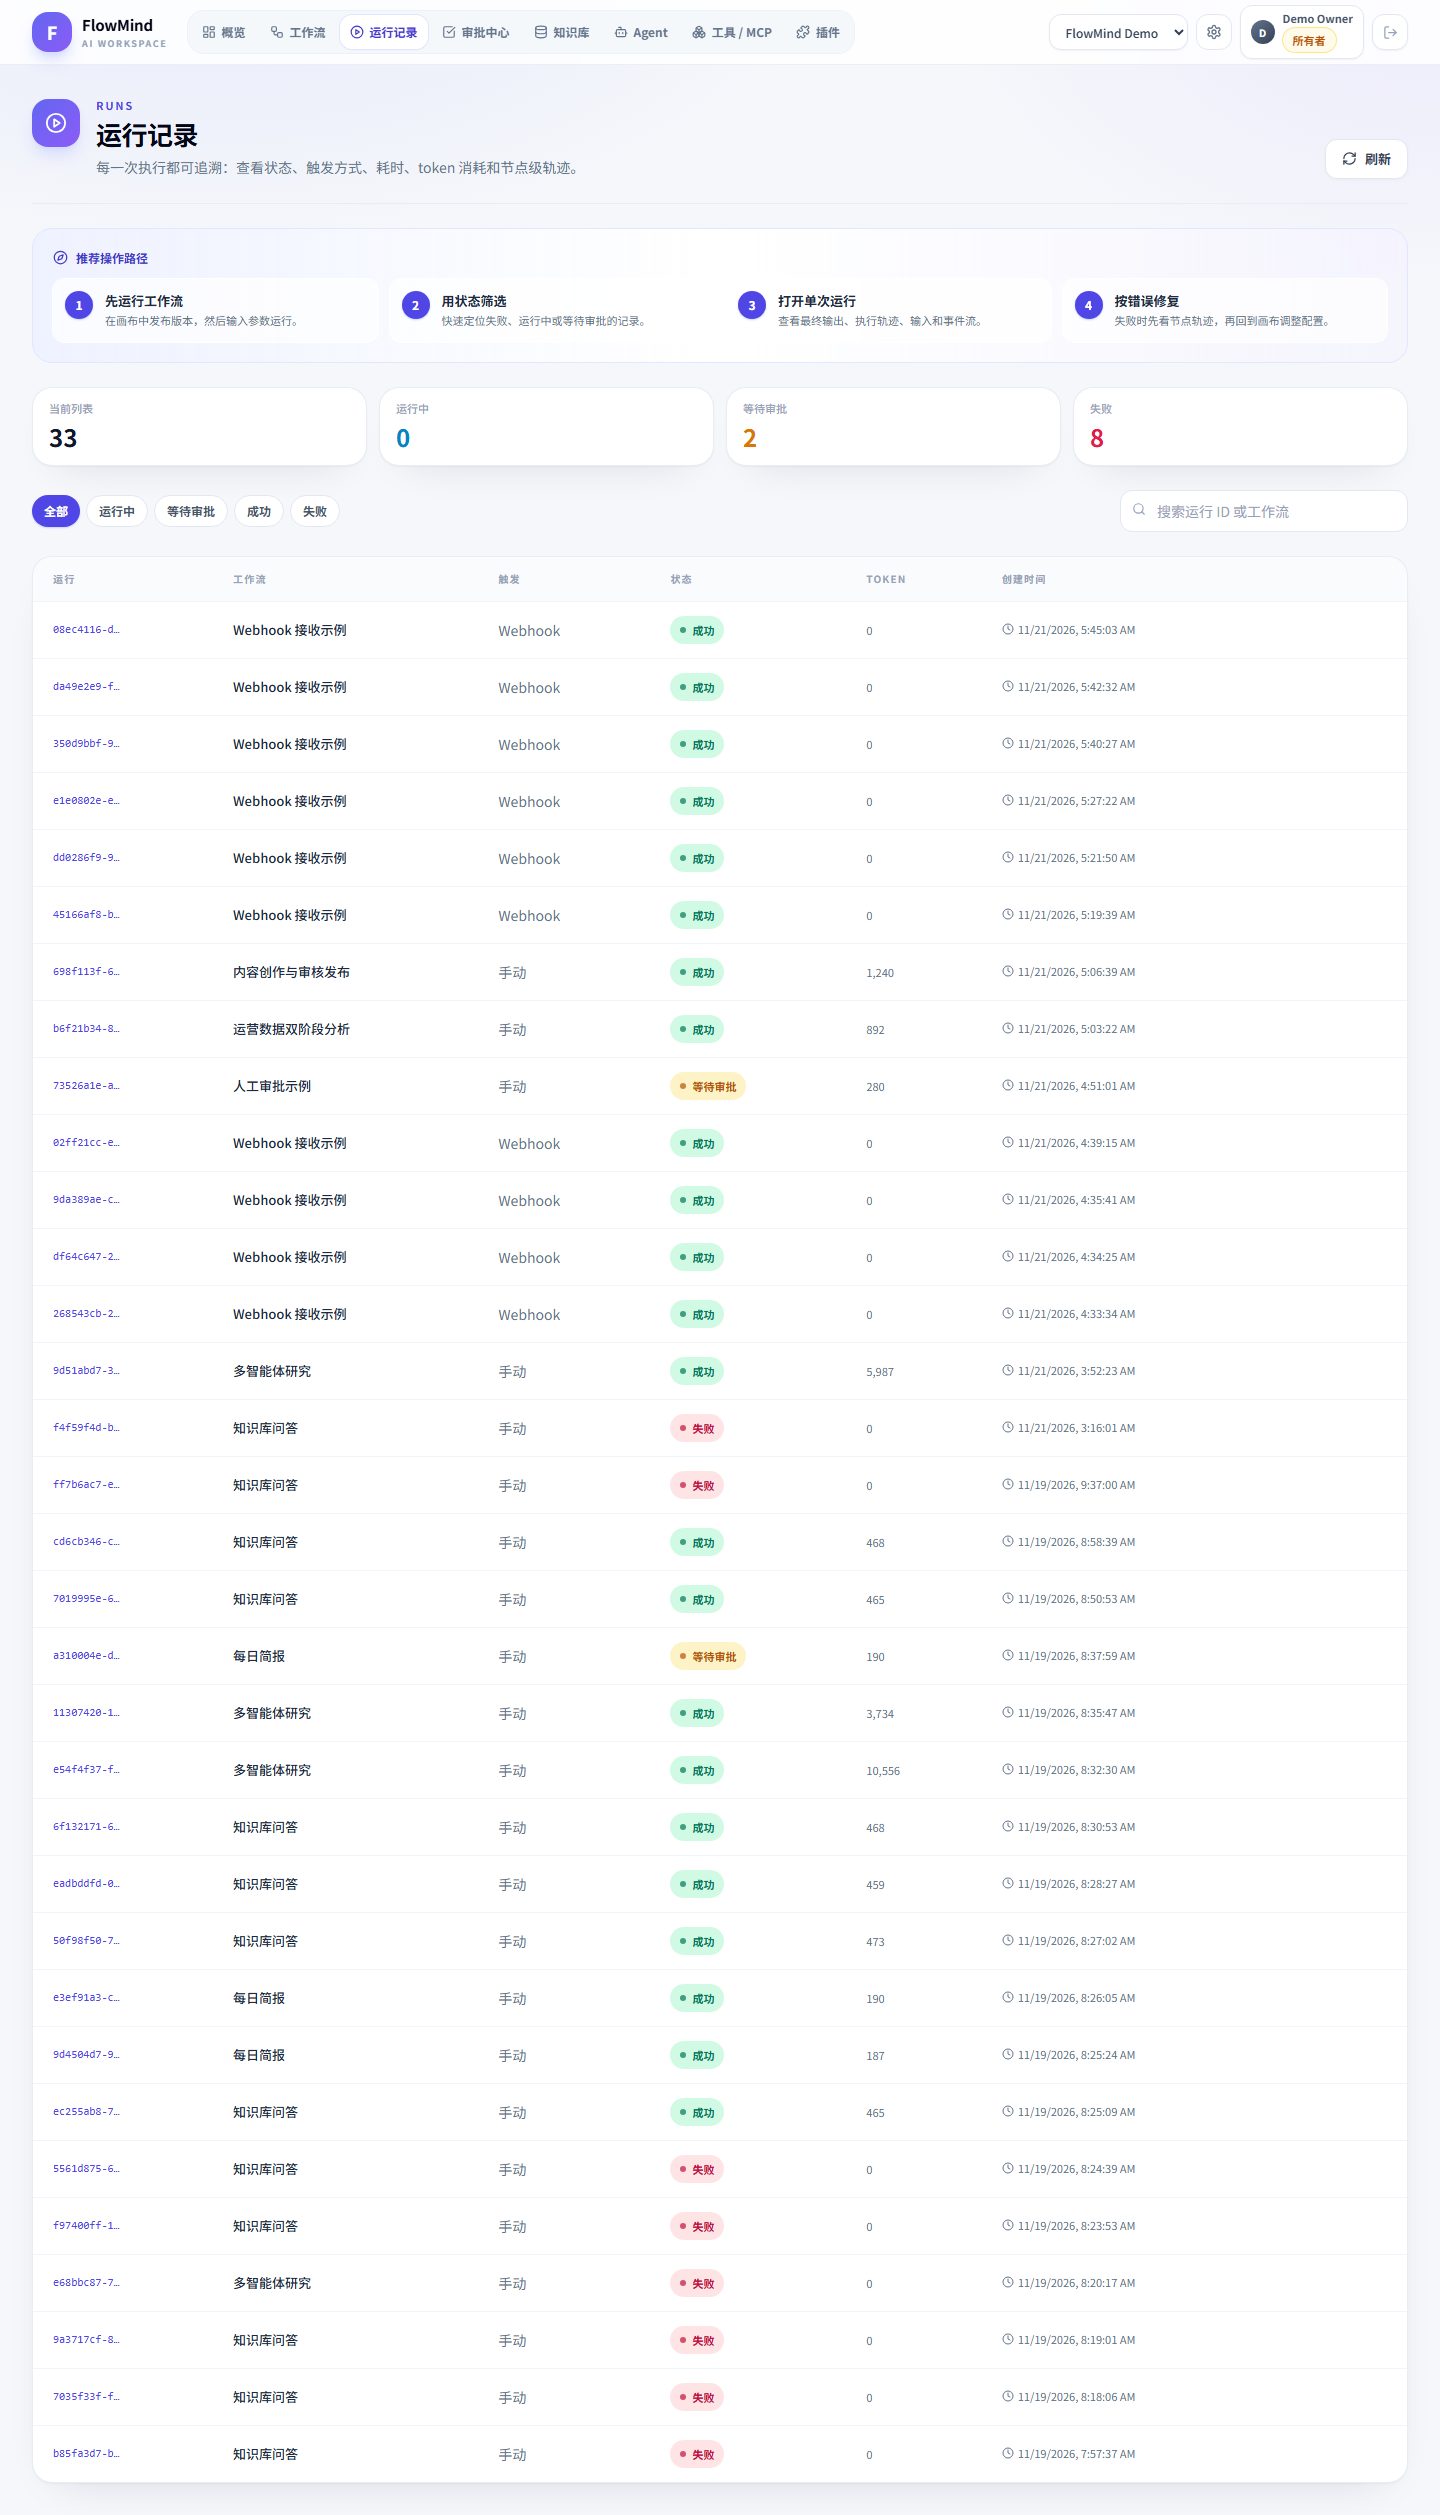 F
FlowMind
AI WORKSPACE
概览
工作流
运行记录
审批中心
知识库
Agent
工具 / MCP
插件
FlowMind Demo
D
Demo Owner
所有者
RUNS
运行记录
每一次执行都可追溯：查看状态、触发方式、耗时、token 消耗和节点级轨迹。
刷新
推荐操作路径
1
先运行工作流
在画布中发布版本，然后输入参数运行。
2
用状态筛选
快速定位失败、运行中或等待审批的记录。
3
打开单次运行
查看最终输出、执行轨迹、输入和事件流。
4
按错误修复
失败时先看节点轨迹，再回到画布调整配置。
当前列表
33
运行中
0
等待审批
2
失败
8
全部 运行中 等待审批 成功 失败
搜索运行 ID 或工作流
运行 工作流 触发 状态 TOKEN 创建时间
08ec4116-d… Webhook 接收示例 Webhook 成功 0 11/21/2026, 5:45:03 AM
da49e2e9-f… Webhook 接收示例 Webhook 成功 0 11/21/2026, 5:42:32 AM
350d9bbf-9… Webhook 接收示例 Webhook 成功 0 11/21/2026, 5:40:27 AM
e1e0802e-e… Webhook 接收示例 Webhook 成功 0 11/21/2026, 5:27:22 AM
dd0286f9-9… Webhook 接收示例 Webhook 成功 0 11/21/2026, 5:21:50 AM
45166af8-b… Webhook 接收示例 Webhook 成功 0 11/21/2026, 5:19:39 AM
698f113f-6… 内容创作与审核发布 手动 成功 1,240 11/21/2026, 5:06:39 AM
b6f21b34-8… 运营数据双阶段分析 手动 成功 892 11/21/2026, 5:03:22 AM
73526a1e-a… 人工审批示例 手动 等待审批 280 11/21/2026, 4:51:01 AM
02ff21cc-e… Webhook 接收示例 Webhook 成功 0 11/21/2026, 4:39:15 AM
9da389ae-c… Webhook 接收示例 Webhook 成功 0 11/21/2026, 4:35:41 AM
df64c647-2… Webhook 接收示例 Webhook 成功 0 11/21/2026, 4:34:25 AM
268543cb-2… Webhook 接收示例 Webhook 成功 0 11/21/2026, 4:33:34 AM
9d51abd7-3… 多智能体研究 手动 成功 5,987 11/21/2026, 3:52:23 AM
f4f59f4d-b… 知识库问答 手动 失败 0 11/21/2026, 3:16:01 AM
ff7b6ac7-e… 知识库问答 手动 失败 0 11/19/2026, 9:37:00 AM
cd6cb346-c… 知识库问答 手动 成功 468 11/19/2026, 8:58:39 AM
7019995e-6… 知识库问答 手动 成功 465 11/19/2026, 8:50:53 AM
a310004e-d… 每日简报 手动 等待审批 190 11/19/2026, 8:37:59 AM
11307420-1… 多智能体研究 手动 成功 3,734 11/19/2026, 8:35:47 AM
e54f4f37-f… 多智能体研究 手动 成功 10,556 11/19/2026, 8:32:30 AM
6f132171-6… 知识库问答 手动 成功 468 11/19/2026, 8:30:53 AM
eadbddfd-0… 知识库问答 手动 成功 459 11/19/2026, 8:28:27 AM
50f98f50-7… 知识库问答 手动 成功 473 11/19/2026, 8:27:02 AM
e3ef91a3-c… 每日简报 手动 成功 190 11/19/2026, 8:26:05 AM
9d4504d7-9… 每日简报 手动 成功 187 11/19/2026, 8:25:24 AM
ec255ab8-7… 知识库问答 手动 成功 465 11/19/2026, 8:25:09 AM
5561d875-6… 知识库问答 手动 失败 0 11/19/2026, 8:24:39 AM
f97400ff-1… 知识库问答 手动 失败 0 11/19/2026, 8:23:53 AM
e68bbc87-7… 多智能体研究 手动 失败 0 11/19/2026, 8:20:17 AM
9a3717cf-8… 知识库问答 手动 失败 0 11/19/2026, 8:19:01 AM
7035f33f-f… 知识库问答 手动 失败 0 11/19/2026, 8:18:06 AM
b85fa3d7-b… 知识库问答 手动 失败 0 11/19/2026, 7:57:37 AM